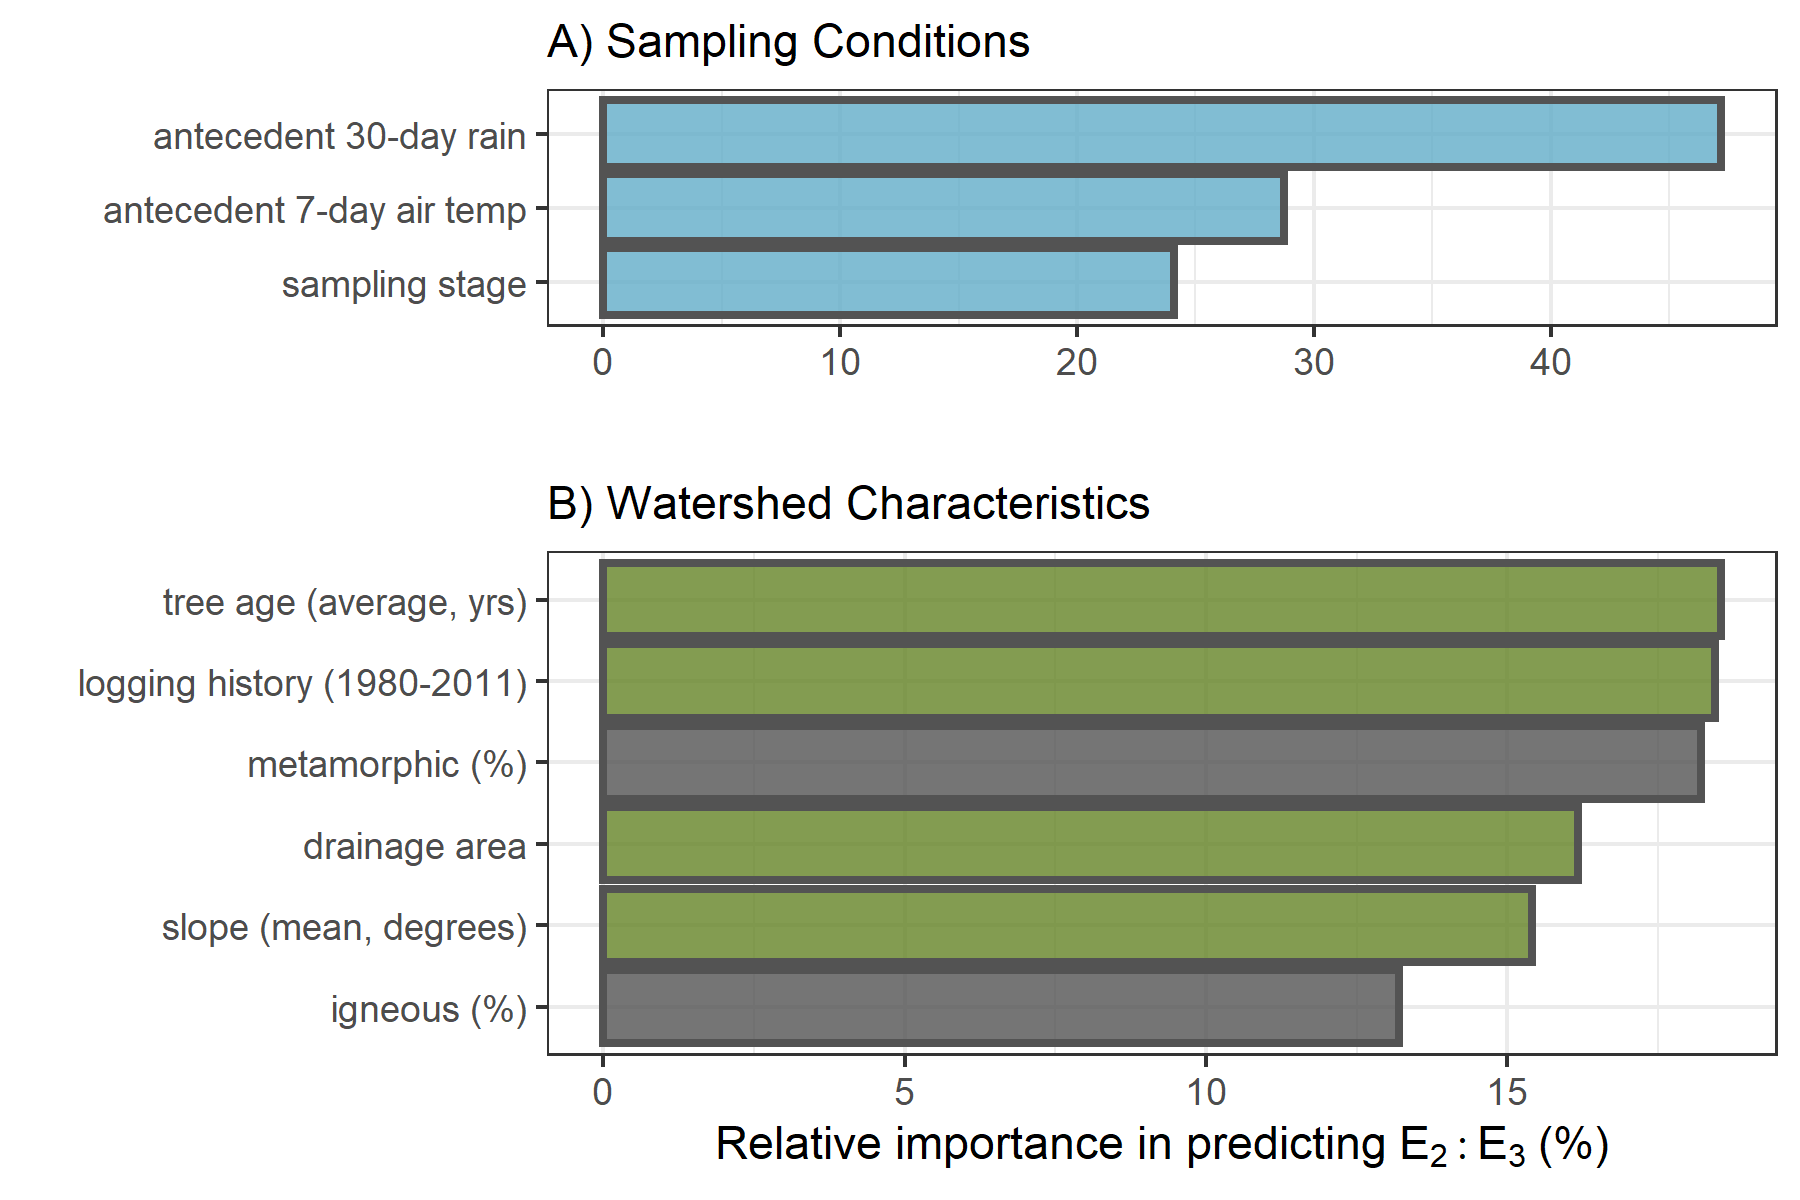 A) Sampling Conditions
antecedent 30-day rain
antecedent 7-day air temp
sampling stage
0 10 20 30 40
B) Watershed Characteristics
tree age (average, yrs)
logging history (1980-2011)
metamorphic (%)
drainage area
slope (mean, degrees)
igneous (%)
0 5 10 15
Relative importance in predicting E₂ : E₃ (%)